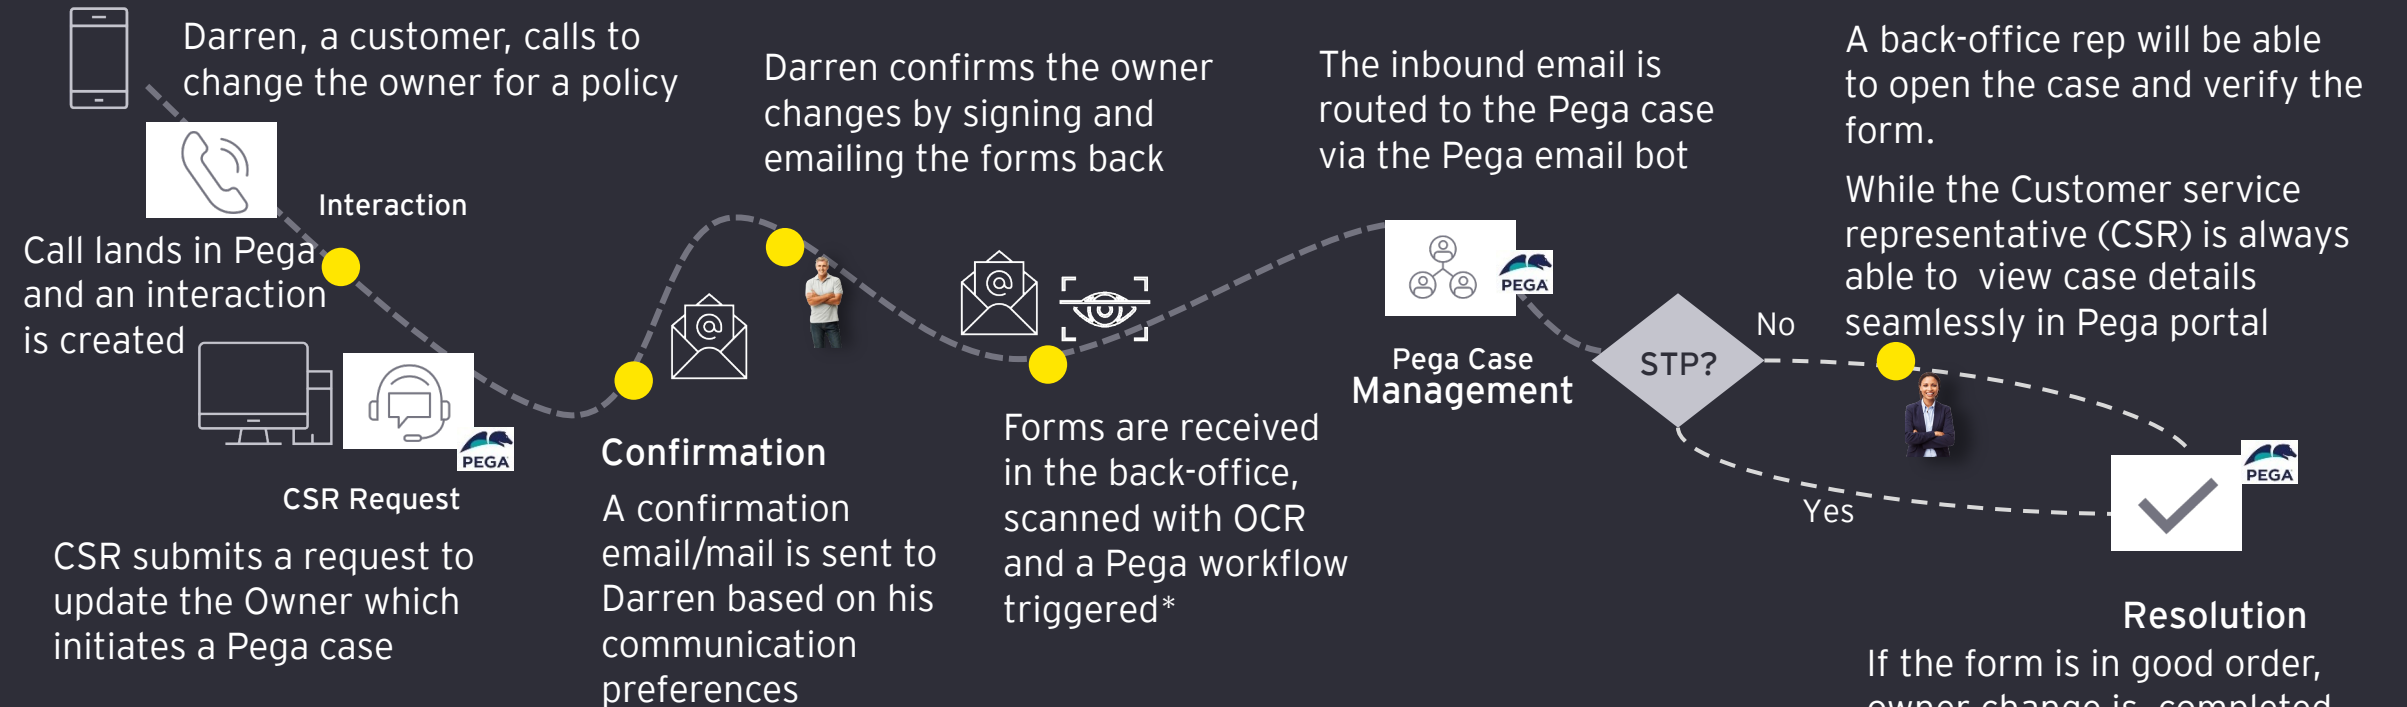 Darren, a customer, calls to
change the owner for a policy
Interaction
Call lands in Pega
and an interaction
is created
PEGA
CSR Request
CSR submits a request to
update the Owner which
initiates a Pega case
Confirmation
A confirmation
email/mail is sent to
Darren based on his
communication
preferences
Darren confirms the owner
changes by signing and
emailing the forms back
Forms are received
in the back-office,
scanned with OCR
and a Pega workflow
triggered*
The inbound email is
routed to the Pega case
via the Pega email bot
PEGA
Pega Case
Management
STP?
No
Yes
A back-office rep will be able
to open the case and verify the
form.
While the Customer service
representative (CSR) is always
able to view case details
seamlessly in Pega portal
PEGA
Resolution
If the form is in good order,
owner change is completed